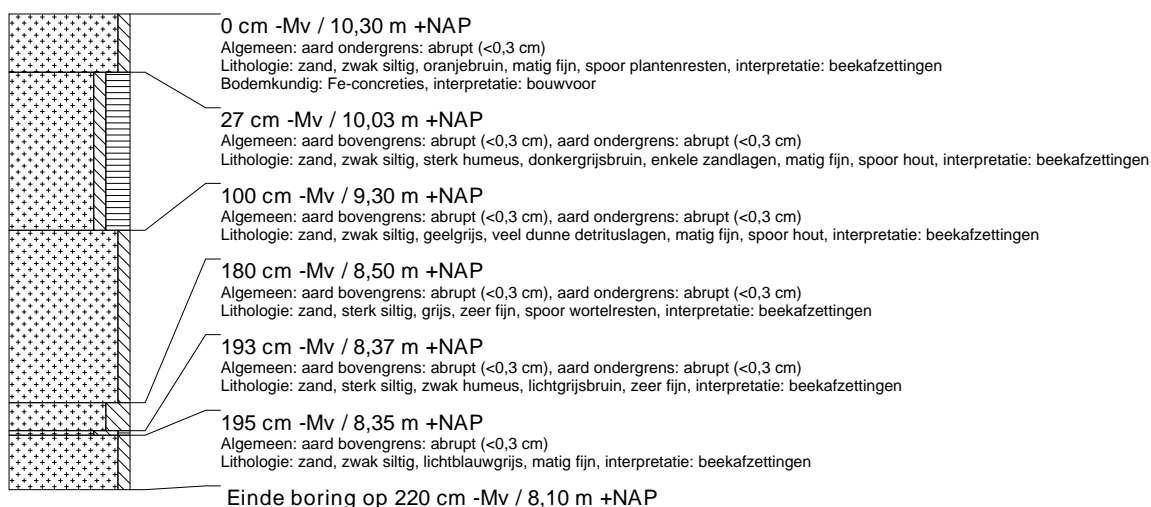 0 cm -Mv / 10,30 m +NAP
Algemeen: aard ondergrens: abrupt (<0,3 cm)
Lithologie: zand, zwak siltig, oranjebruin, matig fijn, spoor plantenresten, interpretatie: beekafzettingen
Bodemkundig: Fe-concreties, interpretatie: bouwvoor
27 cm -Mv / 10,03 m +NAP
Algemeen: aard bovengrens: abrupt (<0,3 cm), aard ondergrens: abrupt (<0,3 cm)
Lithologie: zand, zwak siltig, sterk humeus, donkergrijsbruin, enkele zandlagen, matig fijn, spoor hout, interpretatie: beekafzettingen
100 cm -Mv / 9,30 m +NAP
Algemeen: aard bovengrens: abrupt (<0,3 cm), aard ondergrens: abrupt (<0,3 cm)
Lithologie: zand, zwak siltig, geelgrijs, veel dunne detrituslagen, matig fijn, spoor hout, interpretatie: beekafzettingen
180 cm -Mv / 8,50 m +NAP
Algemeen: aard bovengrens: abrupt (<0,3 cm), aard ondergrens: abrupt (<0,3 cm)
Lithologie: zand, sterk siltig, grijs, zeer fijn, spoor wortelresten, interpretatie: beekafzettingen
193 cm -Mv / 8,37 m +NAP
Algemeen: aard bovengrens: abrupt (<0,3 cm), aard ondergrens: abrupt (<0,3 cm)
Lithologie: zand, sterk siltig, zwak humeus, lichtgrijsbruin, zeer fijn, interpretatie: beekafzettingen
195 cm -Mv / 8,35 m +NAP
Algemeen: aard bovengrens: abrupt (<0,3 cm)
Lithologie: zand, zwak siltig, lichtblauwgrijs, matig fijn, interpretatie: beekafzettingen
Einde boring op 220 cm -Mv / 8,10 m +NAP